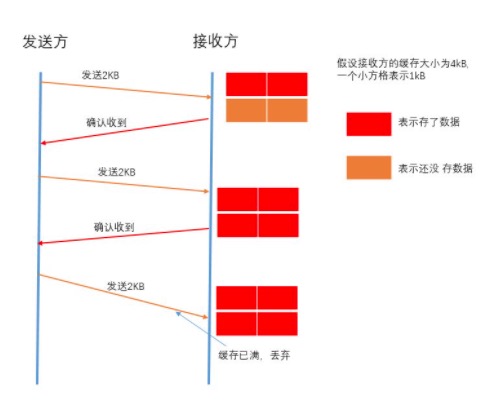 发送方
接收方
发送2KB
假设接收方的缓存大小为4kB,
一个小方格表示1kB
确认收到
表示存了数据
表示还没 存数据
发送2KB
确认收到
发送2KB
缓存已满，丢弃